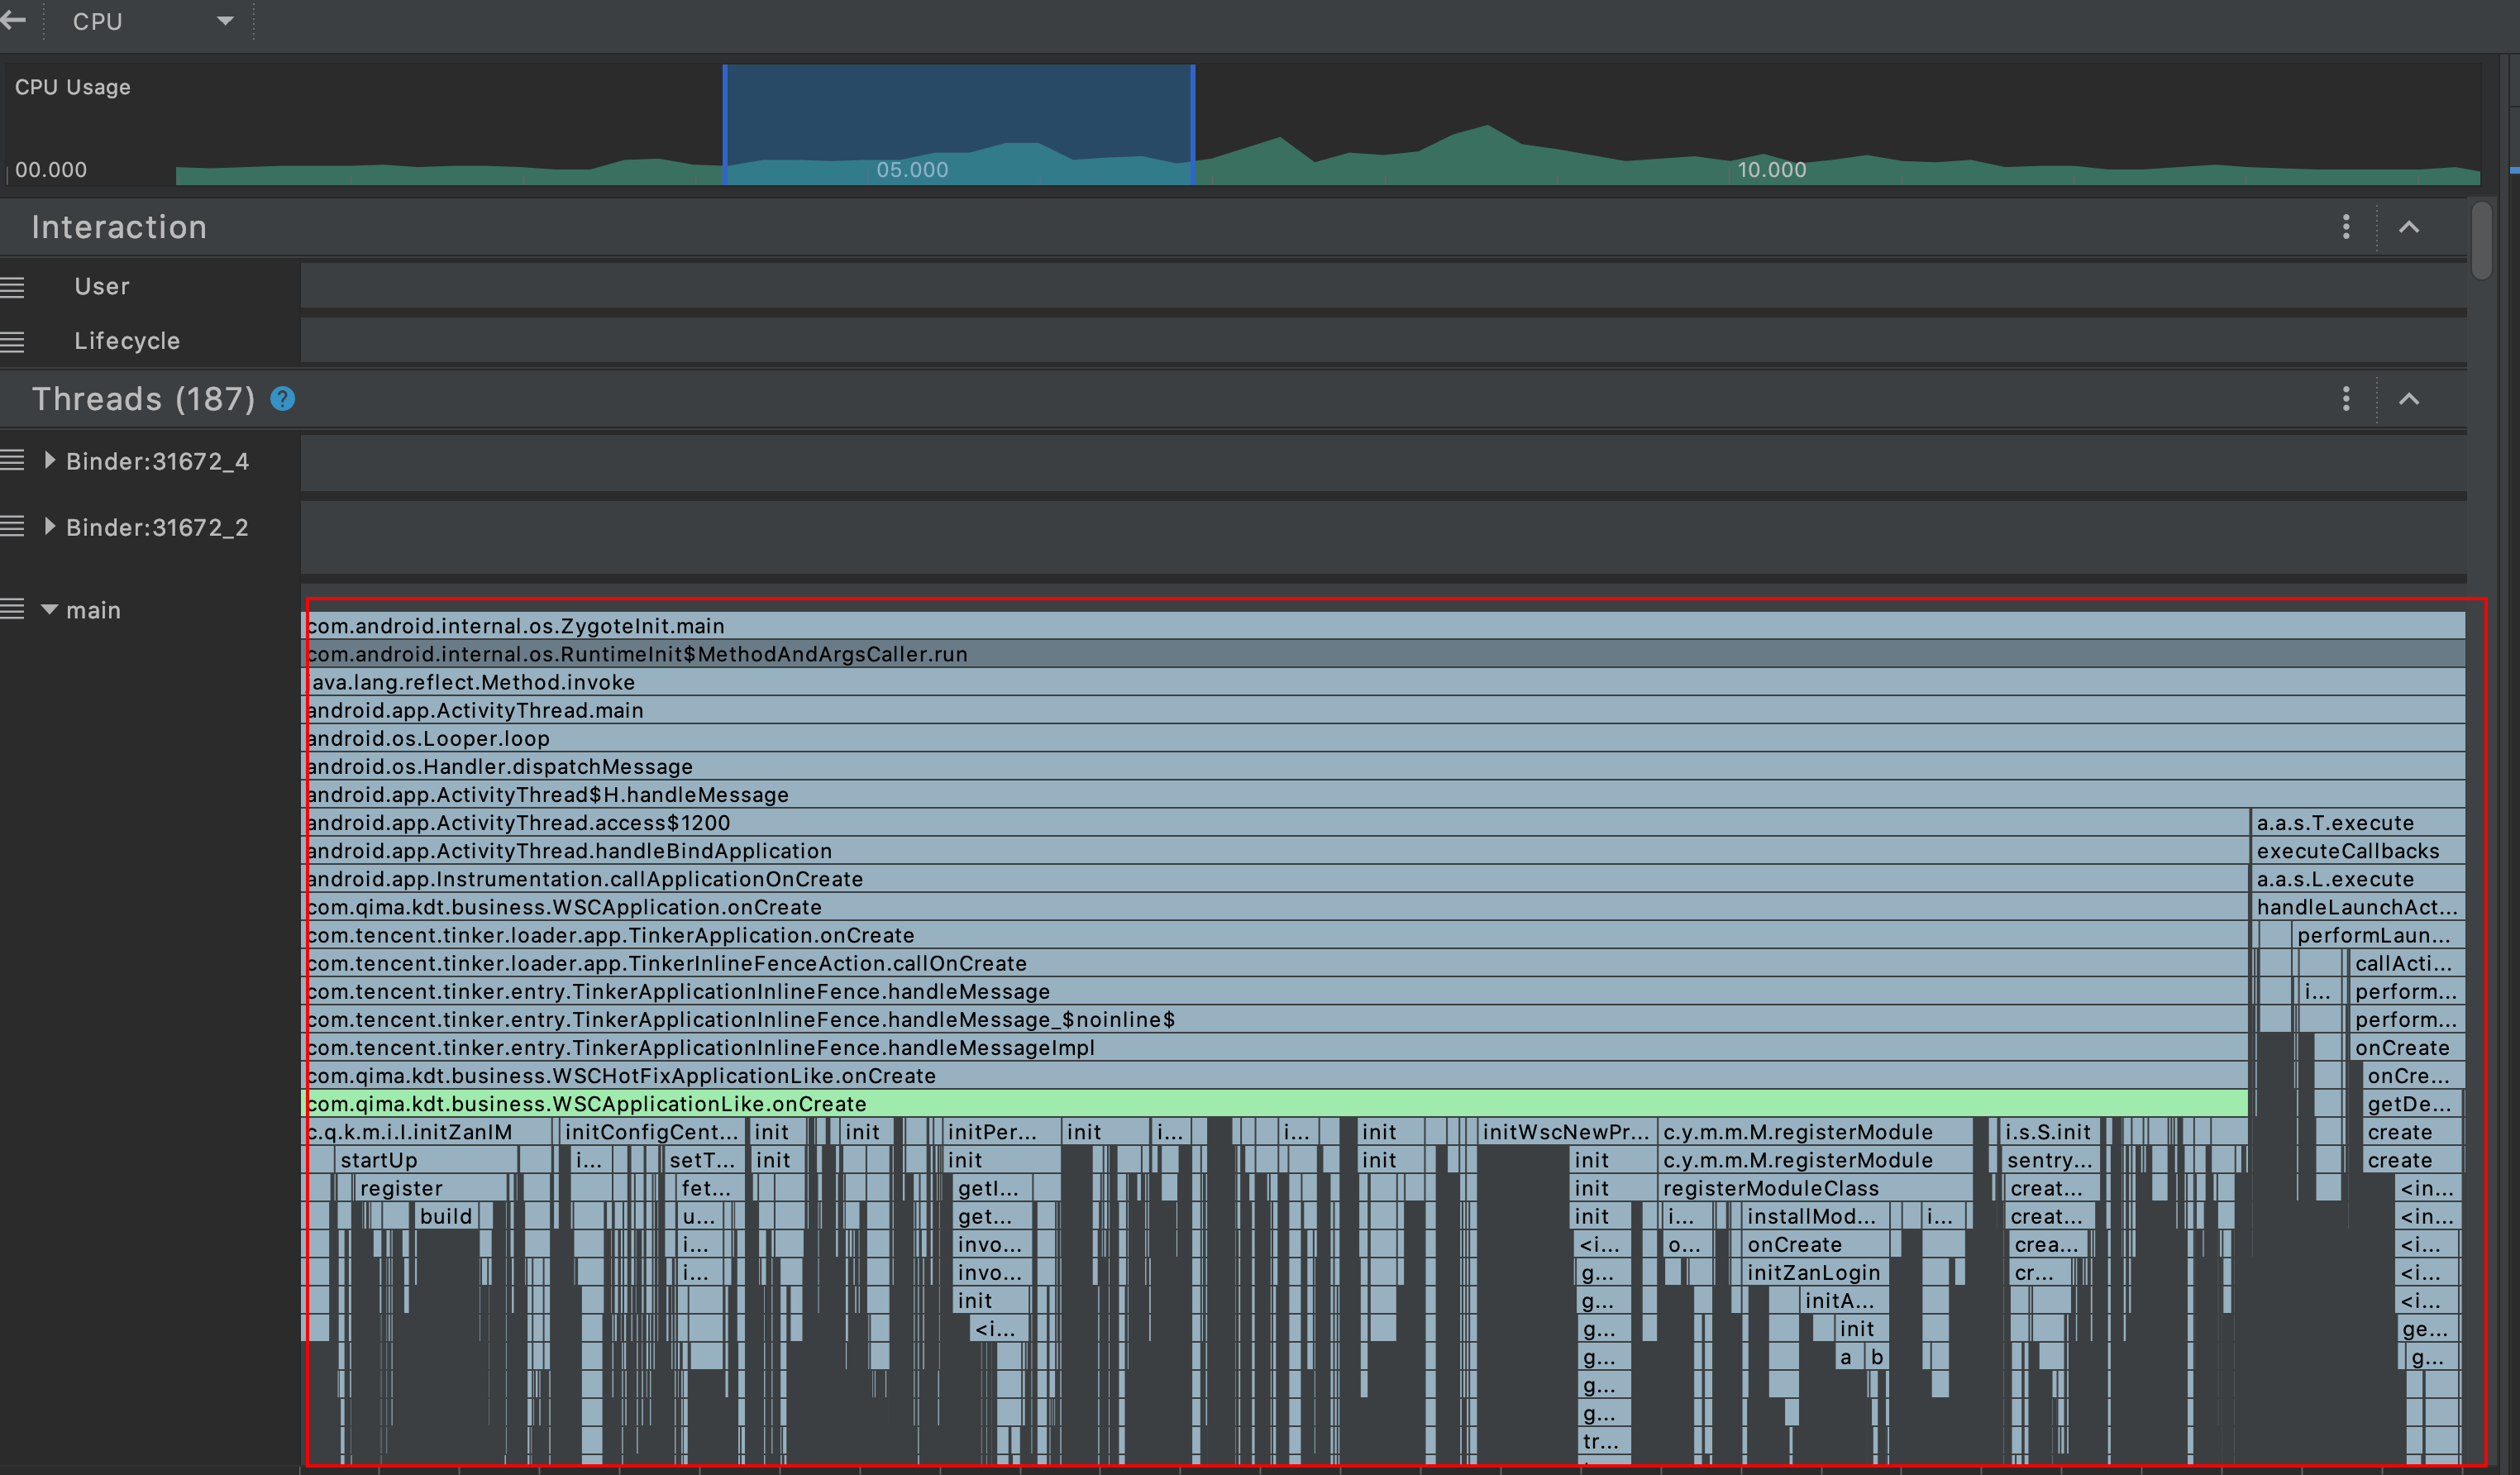 CPU
CPU Usage
00.000
05.000
10.000
Interaction
User
Lifecycle
Threads (187) ?
Binder:31672_4
Binder:31672_2
main
com.android.internal.os.ZygoteInit.main
com.android.internal.os.RuntimeInit$MethodAndArgsCaller.run
java.lang.reflect.Method.invoke
android.app.ActivityThread.main
android.os.Looper.loop
android.os.Handler.dispatchMessage
android.app.ActivityThread$H.handleMessage
android.app.ActivityThread.access$1200 a.a.s.T.execute
android.app.ActivityThread.handleBindApplication executeCallbacks
android.app.Instrumentation.callApplicationOnCreate a.a.s.L.execute
com.qima.kdt.business.WSCApplication.onCreate handleLaunchAct...
com.tencent.tinker.loader.app.TinkerApplication.onCreate performLaun...
com.tencent.tinker.loader.app.TinkerInlineFenceAction.callOnCreate callActi...
com.tencent.tinker.entry.TinkerApplicationInlineFence.handleMessage i... perform...
com.tencent.tinker.entry.TinkerApplicationInlineFence.handleMessage_$noinline$ perform...
com.tencent.tinker.entry.TinkerApplicationInlineFence.handleMessageImpl onCreate
com.qima.kdt.business.WSCHotFixApplicationLike.onCreate onCre...
com.qima.kdt.business.WSCApplicationLike.onCreate getDe...
c.q.k.m.i.I.initZanIM initConfigCent... init init initPer... init i... i... init initWscNewPr... c.y.m.m.M.registerModule i.s.S.init create
startUp i... setT... init init init init c.y.m.m.M.registerModule sentry... create
register fet... getI... init registerModuleClass creat... <in...
build u... get... init i... installMod... i... creat... <in...
i... invo... <i... o... onCreate crea... <i...
i... invo... g... initZanLogin cr... <i...
init g... initA... <i...
<i... g... init ge...
g... a b g...
g...
g...
tr...